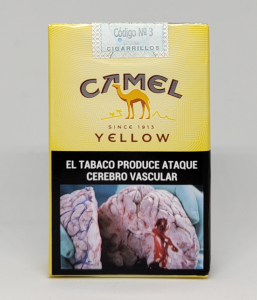 Código Nº 3
CIGARRILLOS
CAMEL
SINCE 1913
YELLOW
EL TABACO PRODUCE ATAQUE
CEREBRO VASCULAR